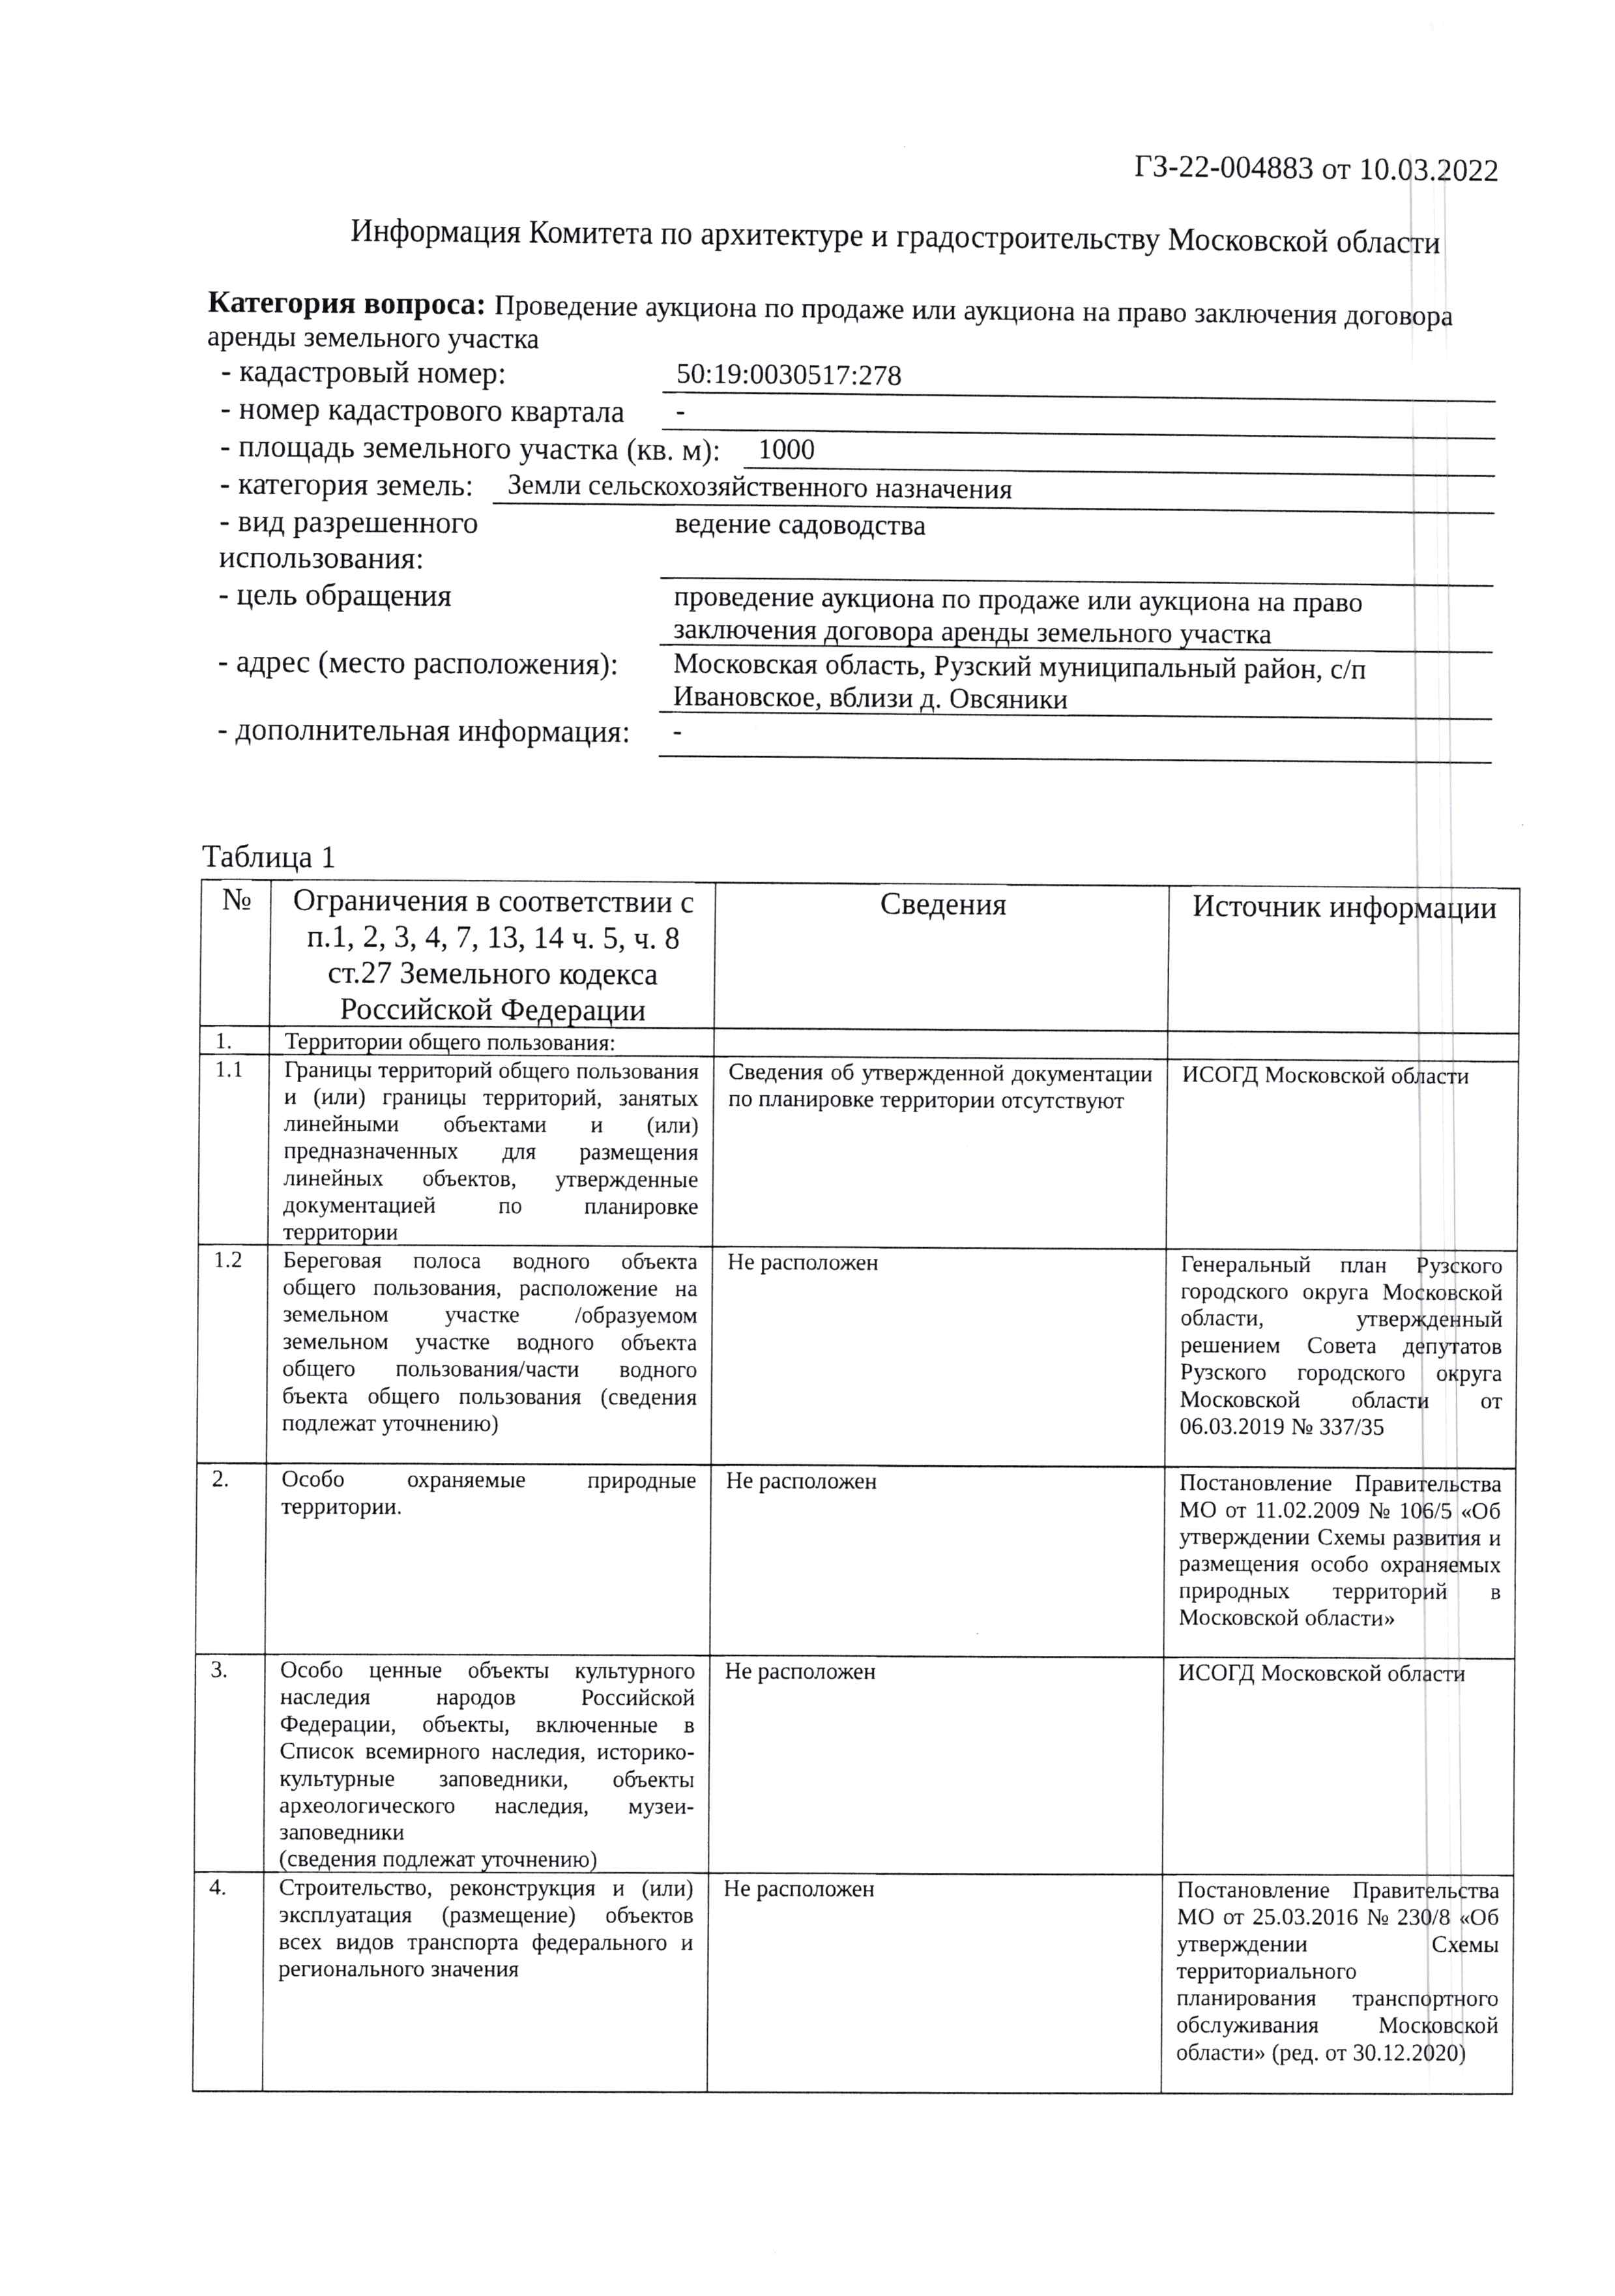 ГЗ-22-004883 от 10.03.2022
Информация Комитета по архитектуре и градостроительству Московской области
Категория вопроса: Проведение аукциона по продаже или аукциона на право заключения договора
аренды земельного участка
- кадастровый номер: 50:19:0030517:278
- номер кадастрового квартала -
- площадь земельного участка (кв. м): 1000
- категория земель: Земли сельскохозяйственного назначения
- вид разрешенного ведение садоводства
использования:
- цель обращения проведение аукциона по продаже или аукциона на право
заключения договора аренды земельного участка
- адрес (место расположения): Московская область, Рузский муниципальный район, с/п
Ивановское, вблизи д. Овсяники
- дополнительная информация: -
Таблица 1
№
Ограничения в соответствии с
п.1, 2, 3, 4, 7, 13, 14 ч. 5, ч. 8
ст.27 Земельного кодекса
Российской Федерации
Сведения
Источник информации
1.
Территории общего пользования:
1.1
Границы территорий общего пользования
и (или) границы территорий, занятых
линейными объектами и (или)
предназначенных для размещения
линейных объектов, утвержденные
документацией по планировке
территории
Сведения об утвержденной документации
по планировке территории отсутствуют
ИСОГД Московской области
1.2
Береговая полоса водного объекта
общего пользования, расположение на
земельном участке /образуемом
земельном участке водного объекта
общего пользования/части водного
бъекта общего пользования (сведения
подлежат уточнению)
Не расположен
Генеральный план Рузского
городского округа Московской
области, утвержденный
решением Совета депутатов
Рузского городского округа
Московской области от
06.03.2019 № 337/35
2.
Особо охраняемые природные
территории.
Не расположен
Постановление Правительства
МО от 11.02.2009 № 106/5 «Об
утверждении Схемы развития и
размещения особо охраняемых
природных территорий в
Московской области»
3.
Особо ценные объекты культурного
наследия народов Российской
Федерации, объекты, включенные в
Список всемирного наследия, историко-
культурные заповедники, объекты
археологического наследия, музеи-
заповедники
(сведения подлежат уточнению)
Не расположен
ИСОГД Московской области
4.
Строительство, реконструкция и (или)
эксплуатация (размещение) объектов
всех видов транспорта федерального и
регионального значения
Не расположен
Постановление Правительства
МО от 25.03.2016 № 230/8 «Об
утверждении Схемы
территориального
планирования транспортного
обслуживания Московской
области» (ред. от 30.12.2020)